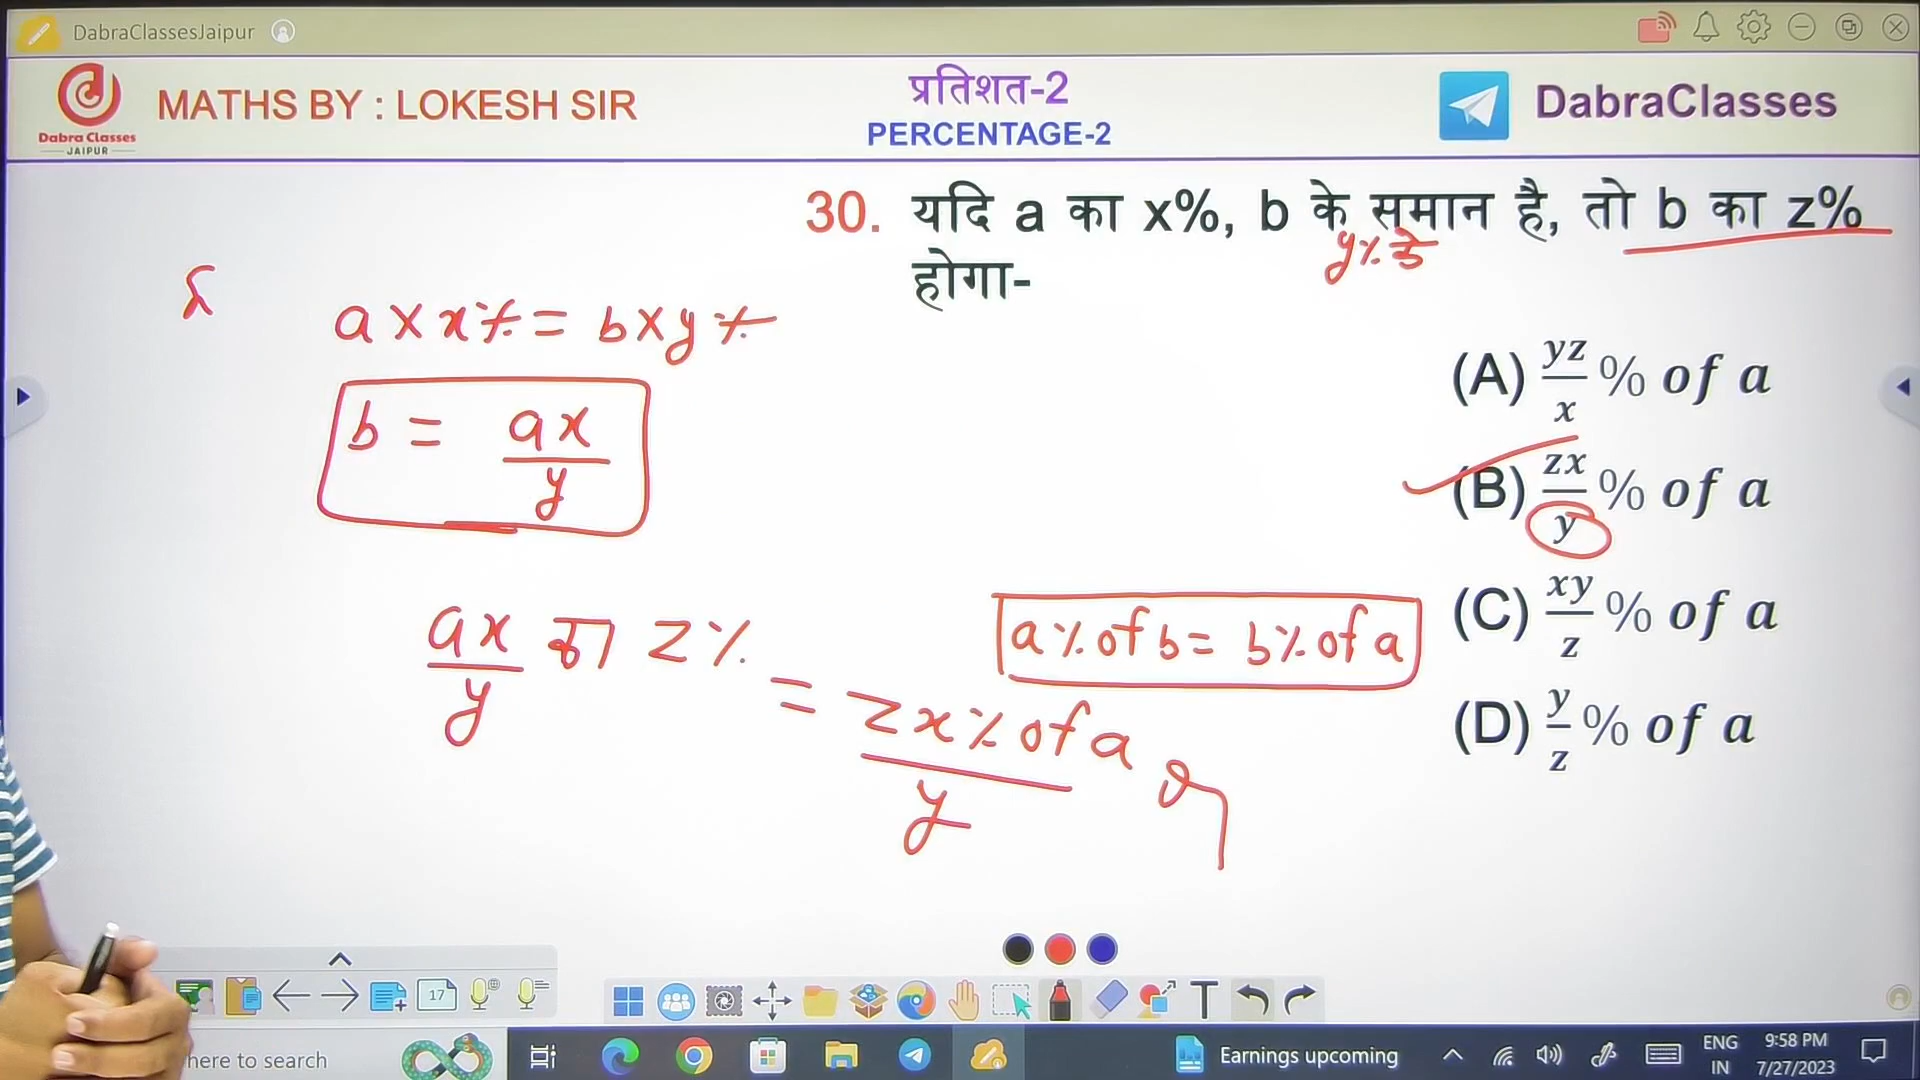 DabraClassesJaipur
Dabra Classes
JAIPUR
MATHS BY : LOKESH SIR
प्रतिशत-2
PERCENTAGE-2
DabraClasses
30. यदि a का x%, b के समान है, तो b का z%
y%
होगा-
a × x% = b × y%
b = ax/y
ax/y का z%
= zx% of a / y
a% of b = b% of a
(A) yz/x % of a
(B) zx/y % of a
(C) xy/z % of a
(D) y/z % of a
17
T
here to search
Earnings upcoming
ENG
IN
9:58 PM
7/27/2023